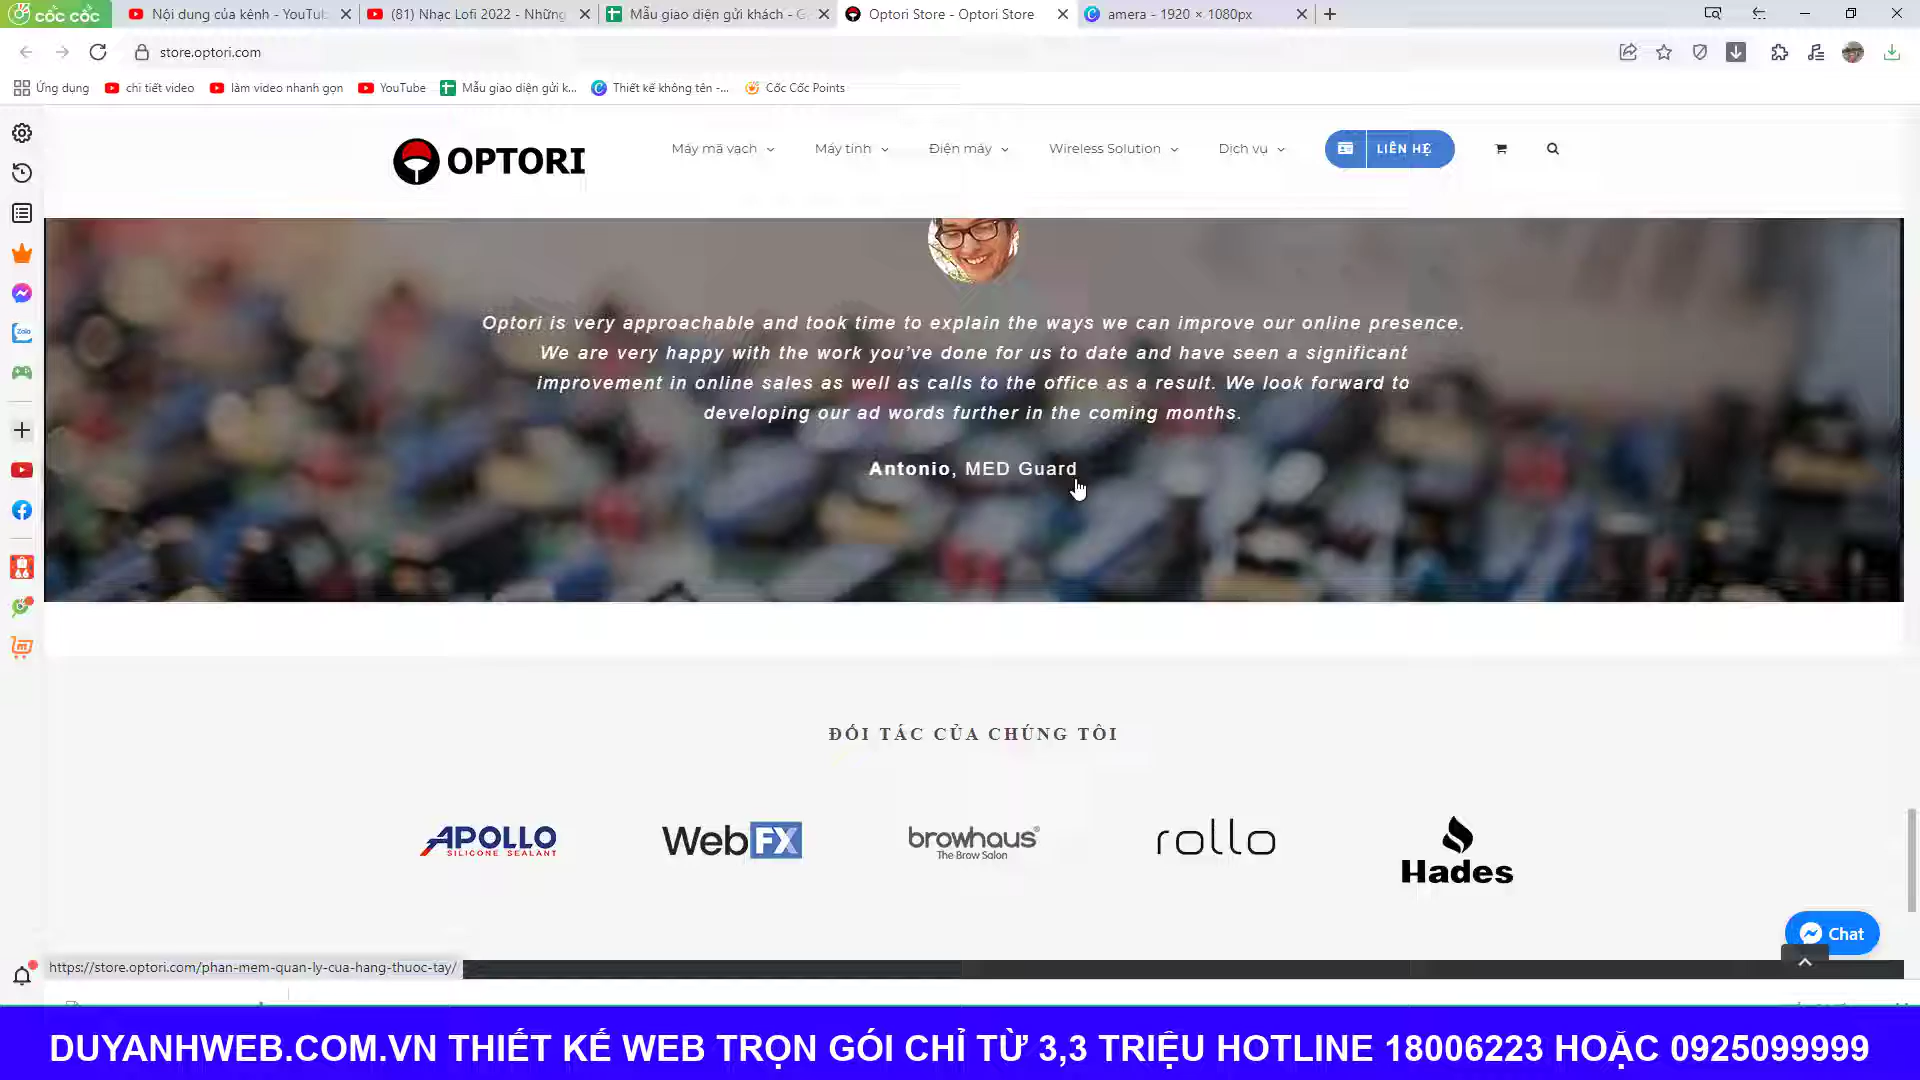 cốc cốc
Nội dung của kênh - YouTu
(81) Nhạc Lofi 2022 - Những
Mẫu giao diện gửi khách - G
Optori Store - Optori Store
amera - 1920 × 1080px
store.optori.com
Ứng dụng
chi tiết video
làm video nhanh gọn
YouTube
Mẫu giao diện gửi k...
Thiết kế không tên -...
Cốc Cốc Points
OPTORI
Máy mã vạch
Máy tính
Điện máy
Wireless Solution
Dịch vụ
LIÊN HỆ
Zalo
Optori is very approachable and took time to explain the ways we can improve our online presence.
We are very happy with the work you've done for us to date and have seen a significant
improvement in online sales as well as calls to the office as a result. We look forward to
developing our ad words further in the coming months.
Antonio, MED Guard
ĐỐI TÁC CỦA CHÚNG TÔI
APOLLO
SILICONE SEALANT
WebFX
browhaus®
The Brow Salon
rollo
Hades
Chat
https://store.optori.com/phan-mem-quan-ly-cua-hang-thuoc-tay/
DUYANHWEB.COM.VN THIẾT KẾ WEB TRỌN GÓI CHỈ TỪ 3,3 TRIỆU HOTLINE 18006223 HOẶC 0925099999